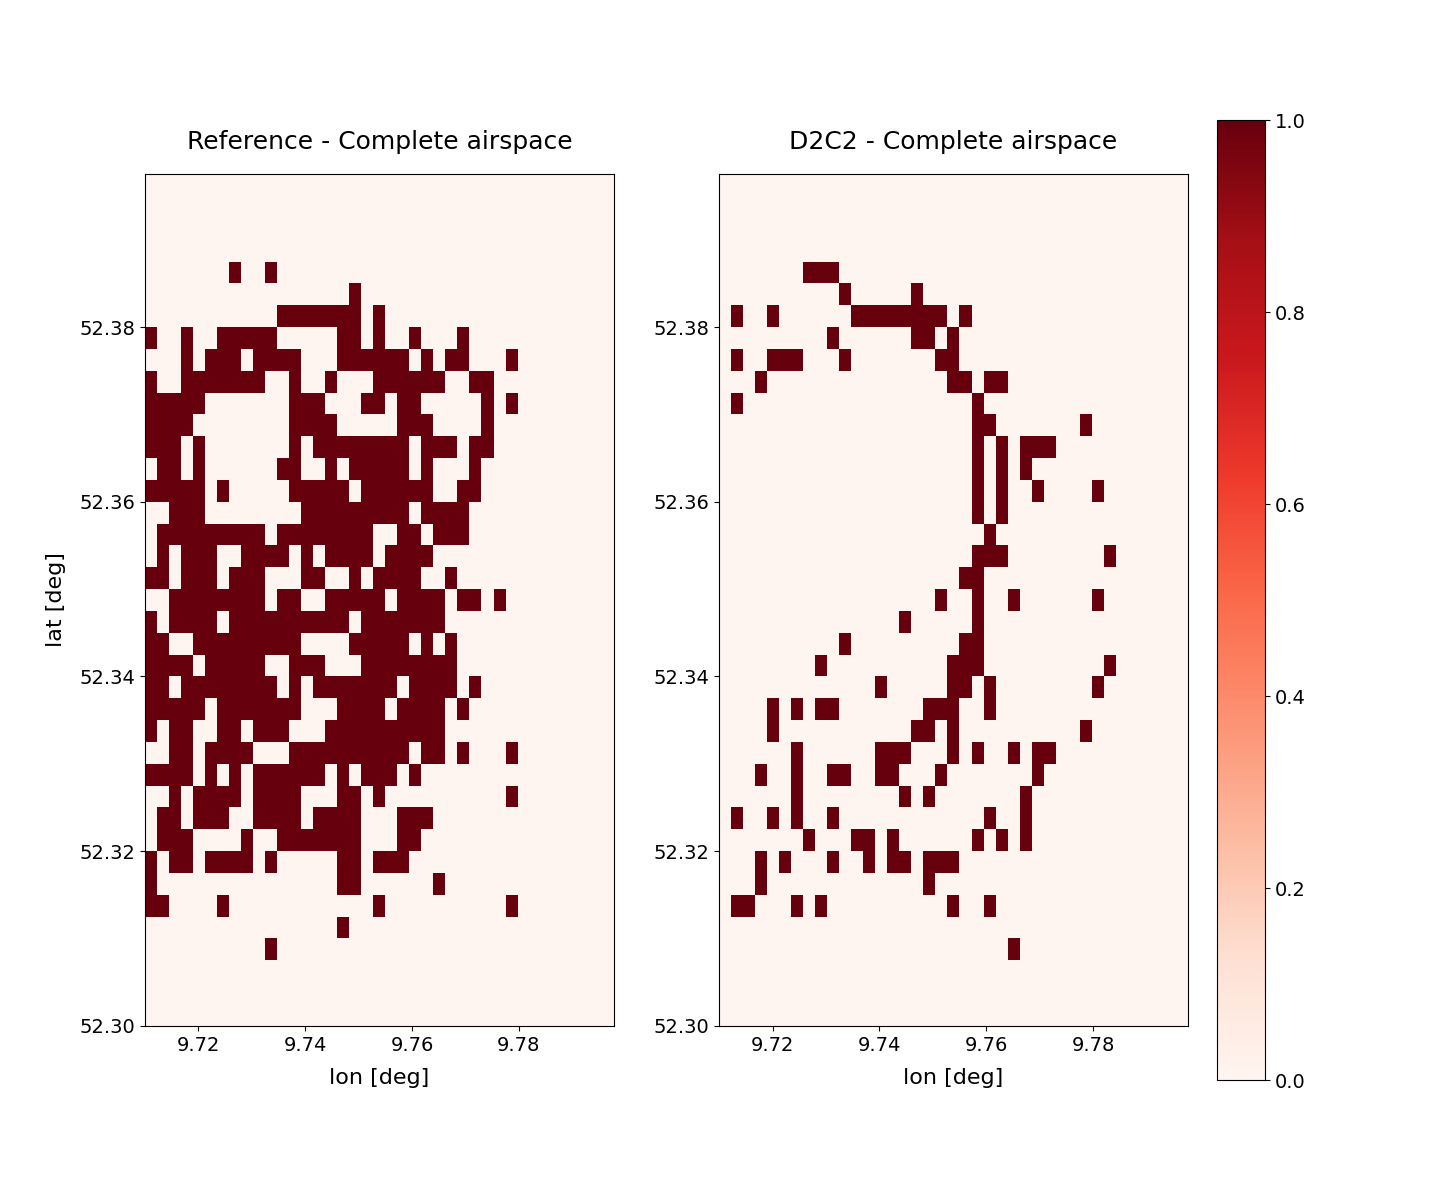 Reference - Complete airspace
D2C2 - Complete airspace
lat [deg]
52.38
52.36
52.34
52.32
52.30
9.72 9.74 9.76 9.78
lon [deg]
52.38
52.36
52.34
52.32
52.30
9.72 9.74 9.76 9.78
lon [deg]
1.0
0.8
0.6
0.4
0.2
0.0